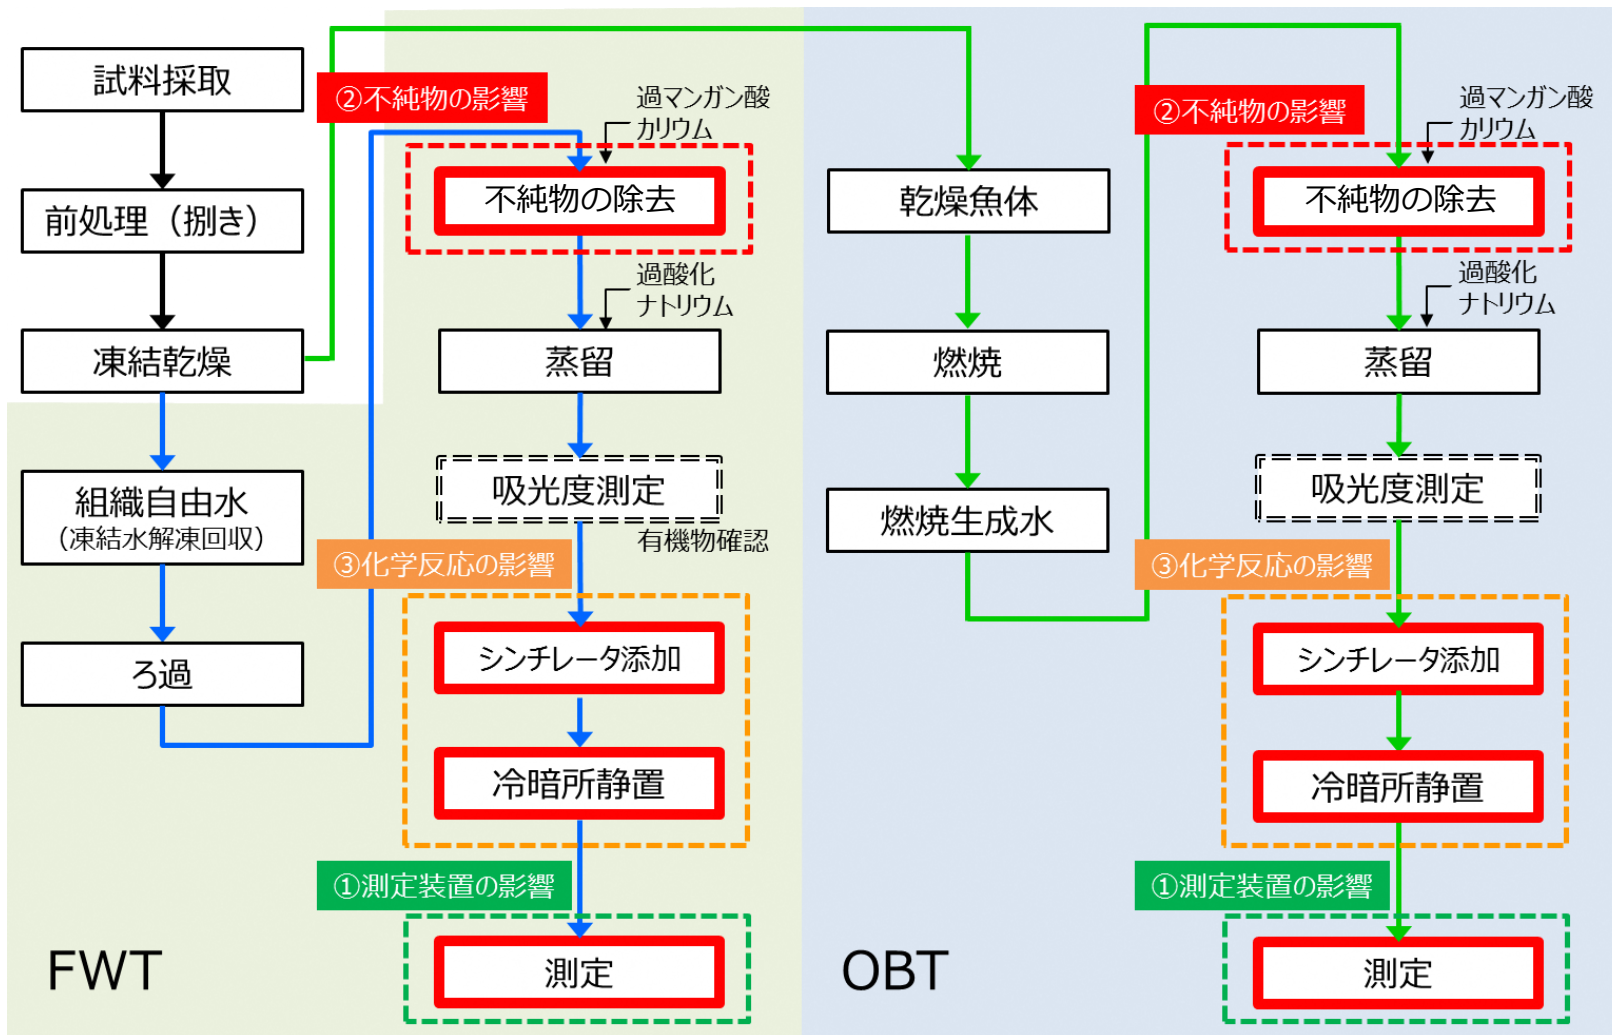 試料採取
前処理（捌き）
凍結乾燥
組織自由水
（凍結水解凍回収）
ろ過
FWT
②不純物の影響
過マンガン酸
カリウム
不純物の除去
過酸化
ナトリウム
蒸留
吸光度測定
有機物確認
③化学反応の影響
シンチレータ添加
冷暗所静置
①測定装置の影響
測定
乾燥魚体
燃焼
燃焼生成水
OBT
②不純物の影響
過マンガン酸
カリウム
不純物の除去
過酸化
ナトリウム
蒸留
吸光度測定
③化学反応の影響
シンチレータ添加
冷暗所静置
①測定装置の影響
測定